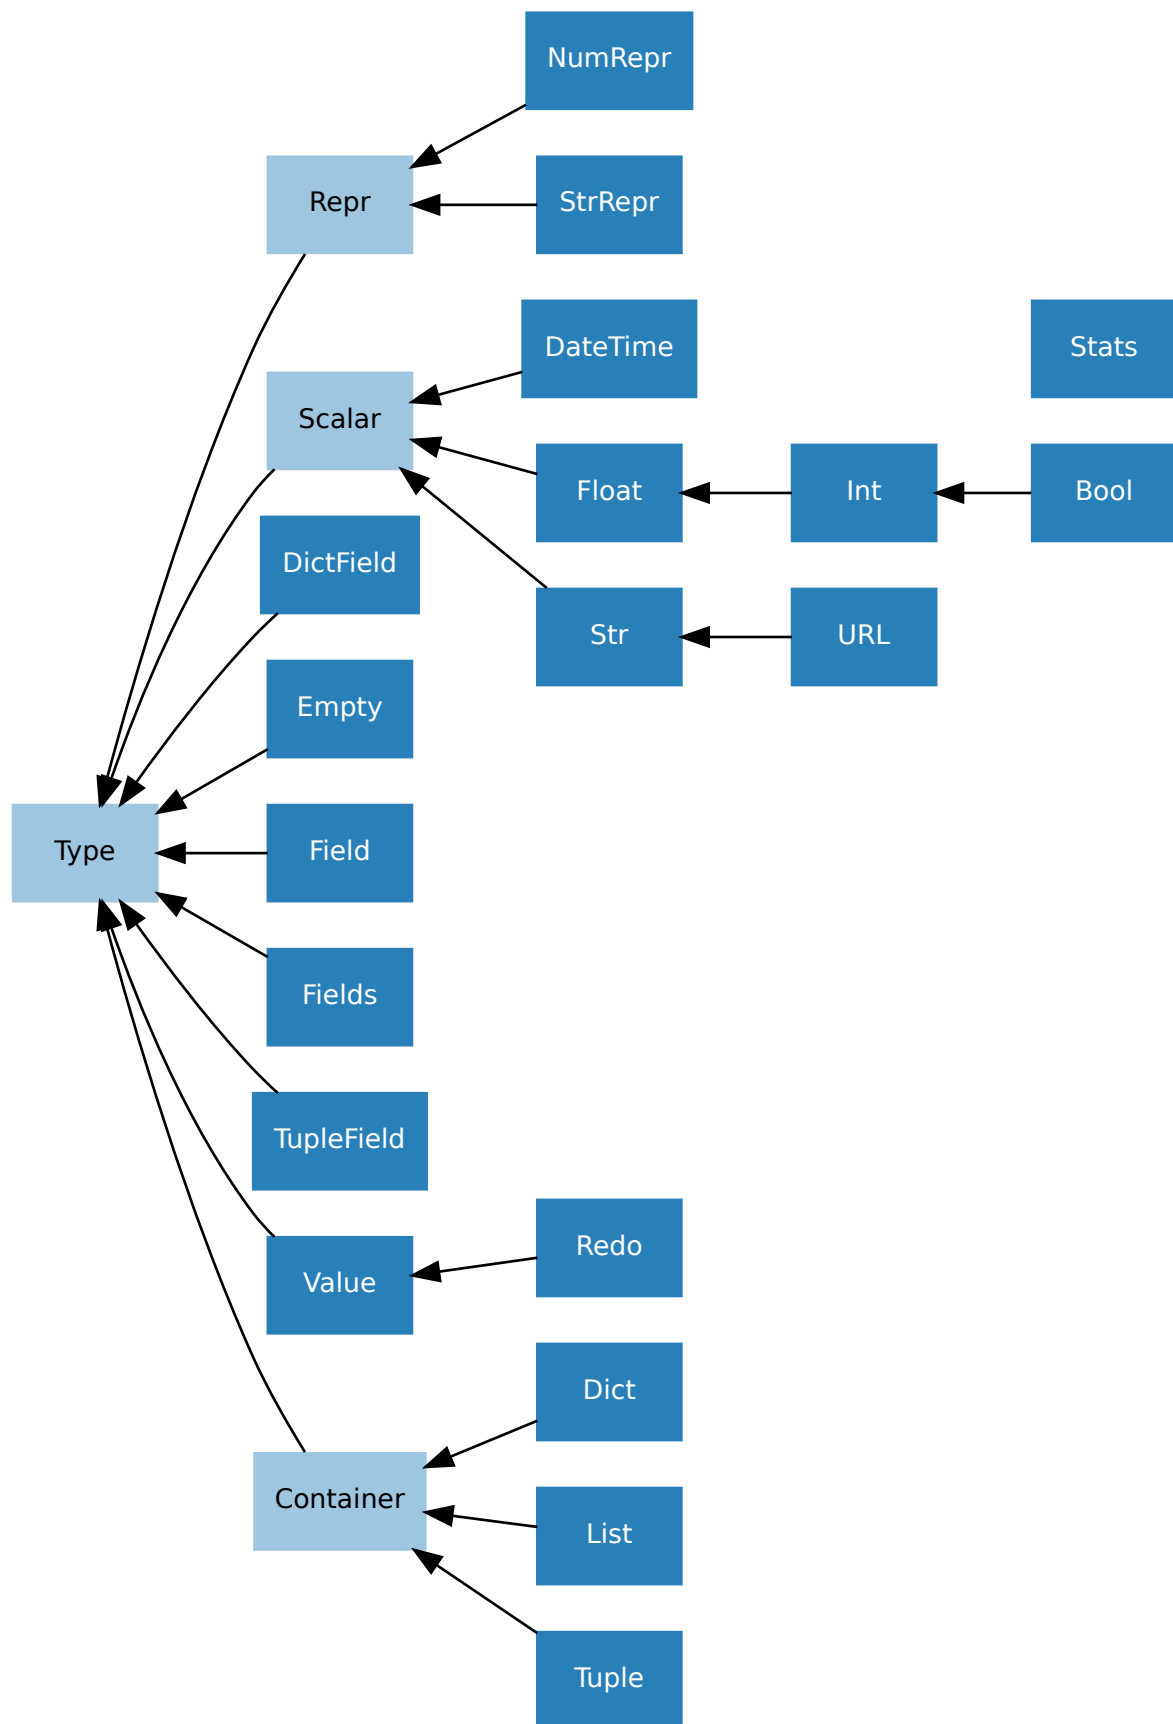 NumRepr
Repr
StrRepr
Scalar
DateTime
Stats
Float
Int
Bool
DictField
Str
URL
Empty
Type
Field
Fields
TupleField
Value
Redo
Dict
Container
List
Tuple